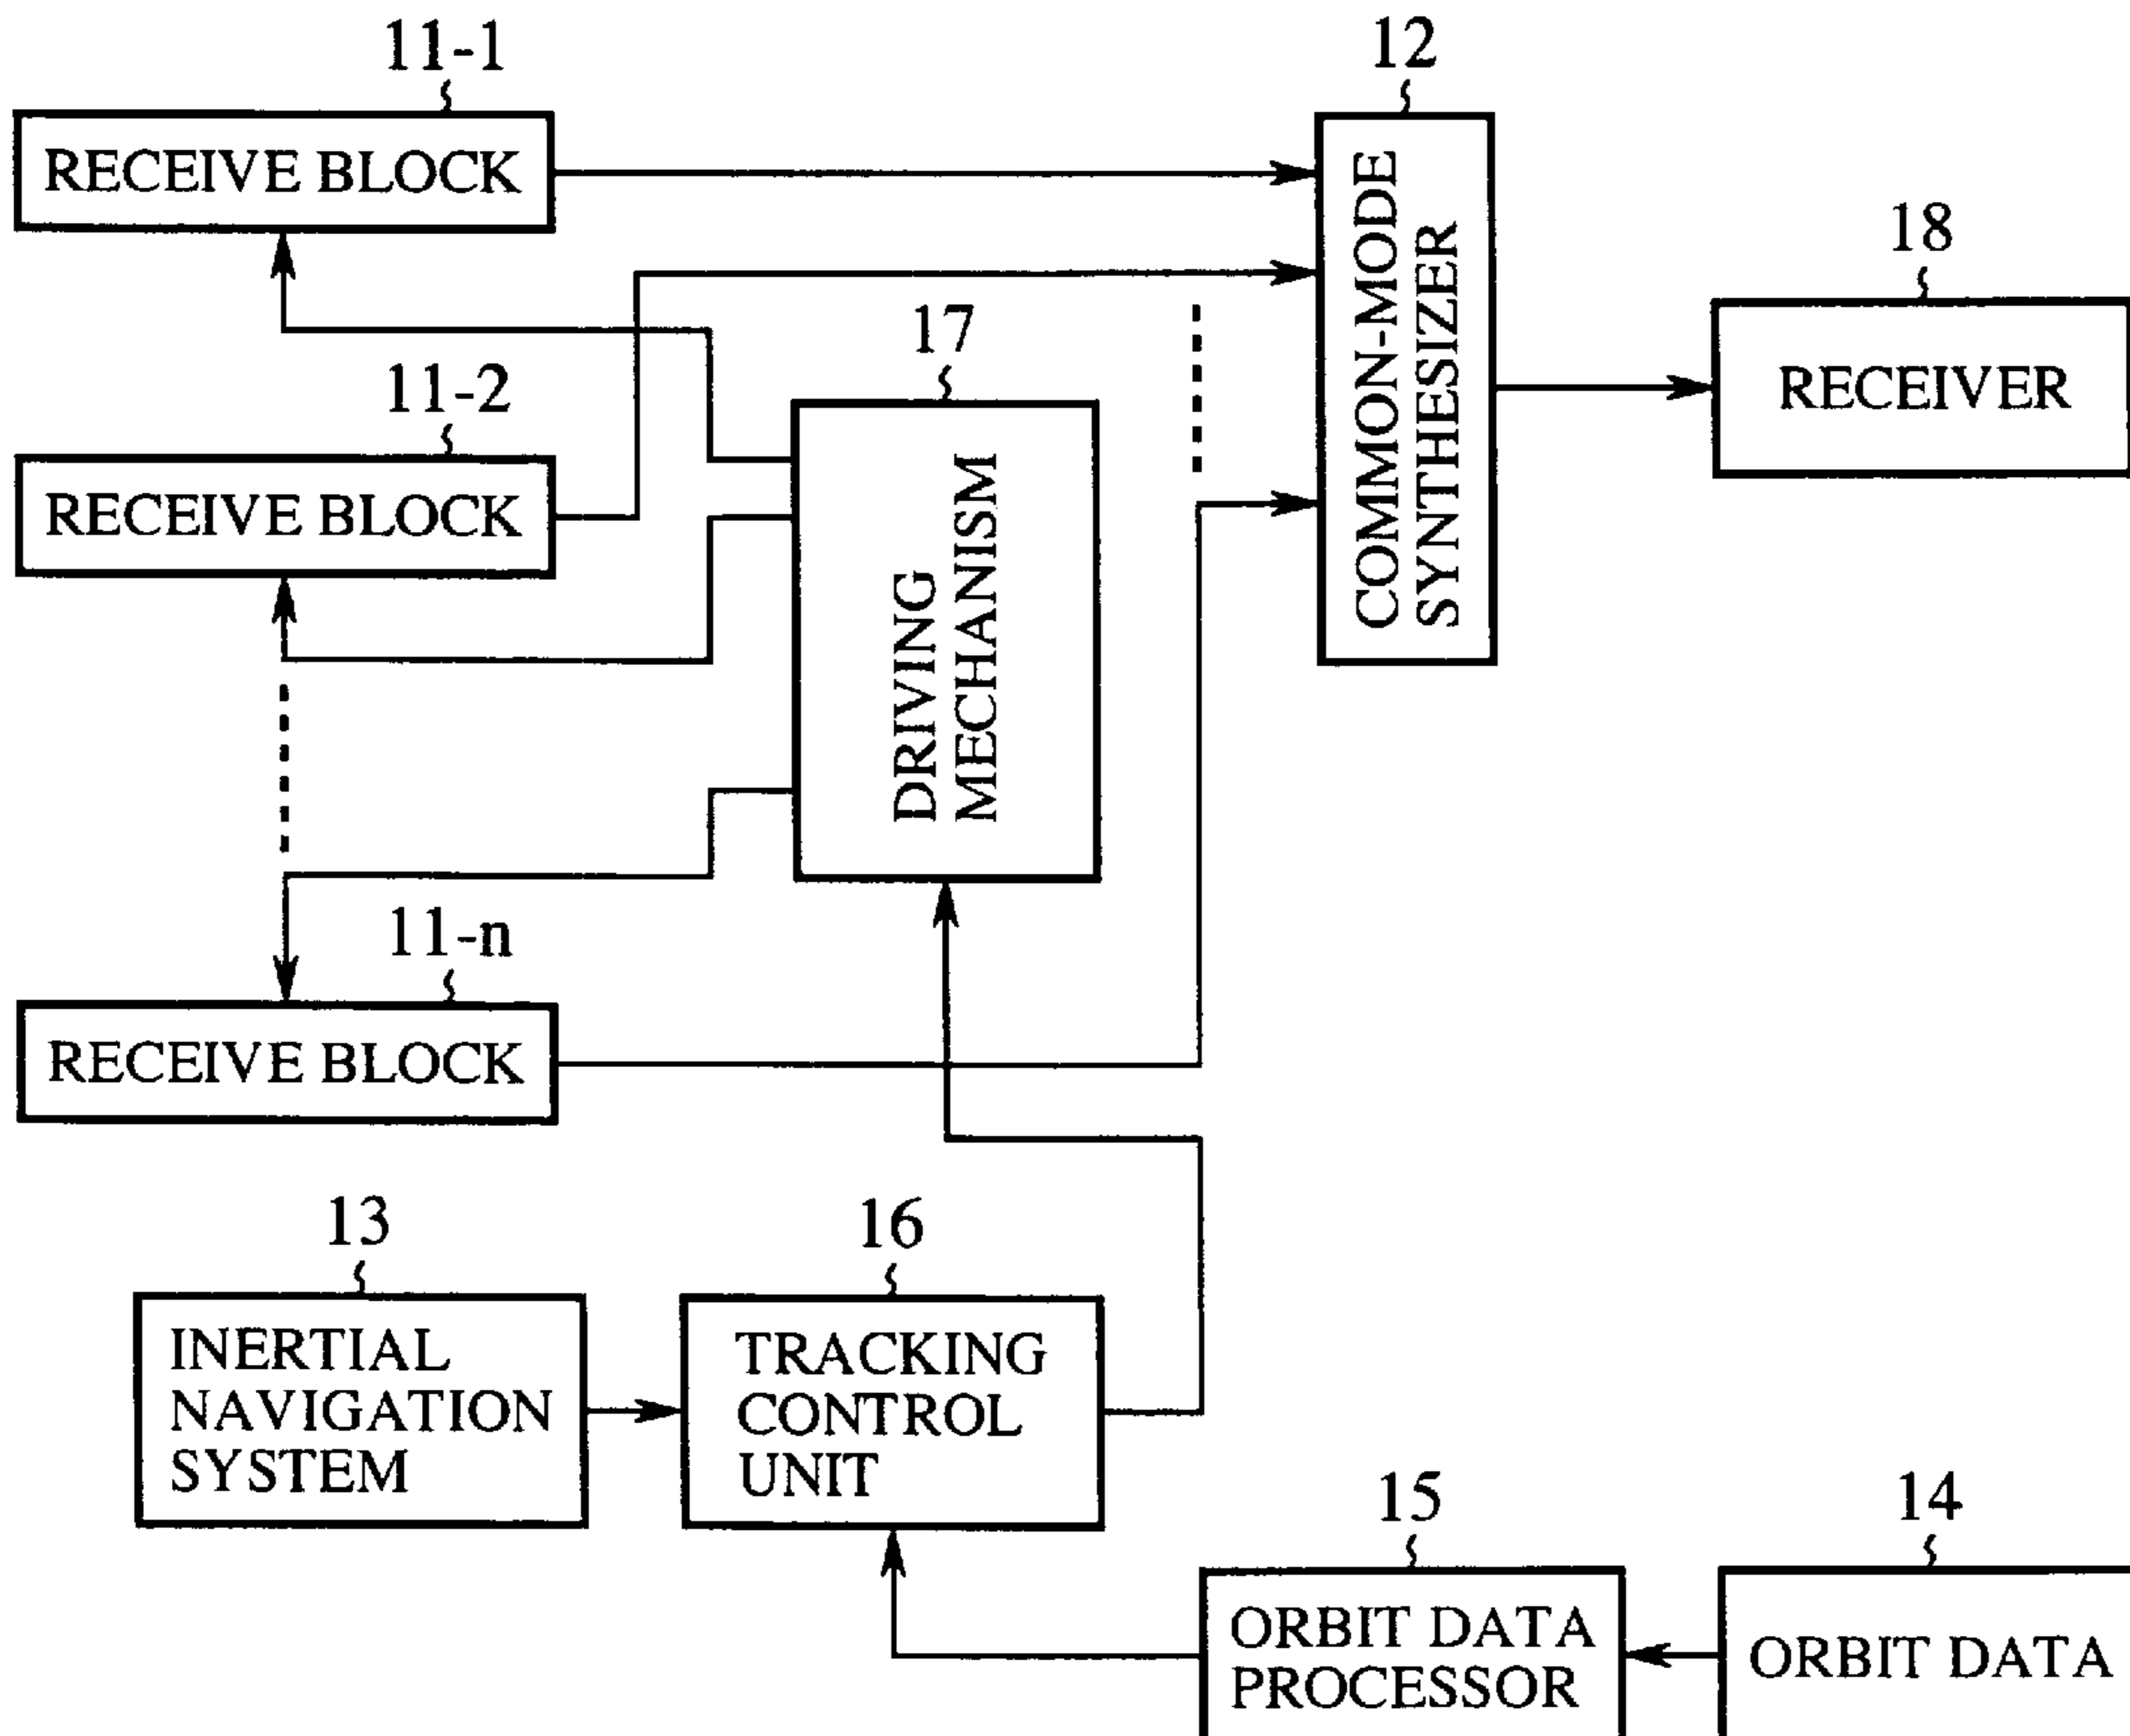 11-1
RECEIVE BLOCK
12
COMMON-MODE
SYNTHESIZER
18
RECEIVER
11-2
RECEIVE BLOCK
17
DRIVING
MECHANISM
11-n
RECEIVE BLOCK
13
INERTIAL
NAVIGATION
SYSTEM
16
TRACKING
CONTROL
UNIT
15
ORBIT DATA
PROCESSOR
14
ORBIT DATA